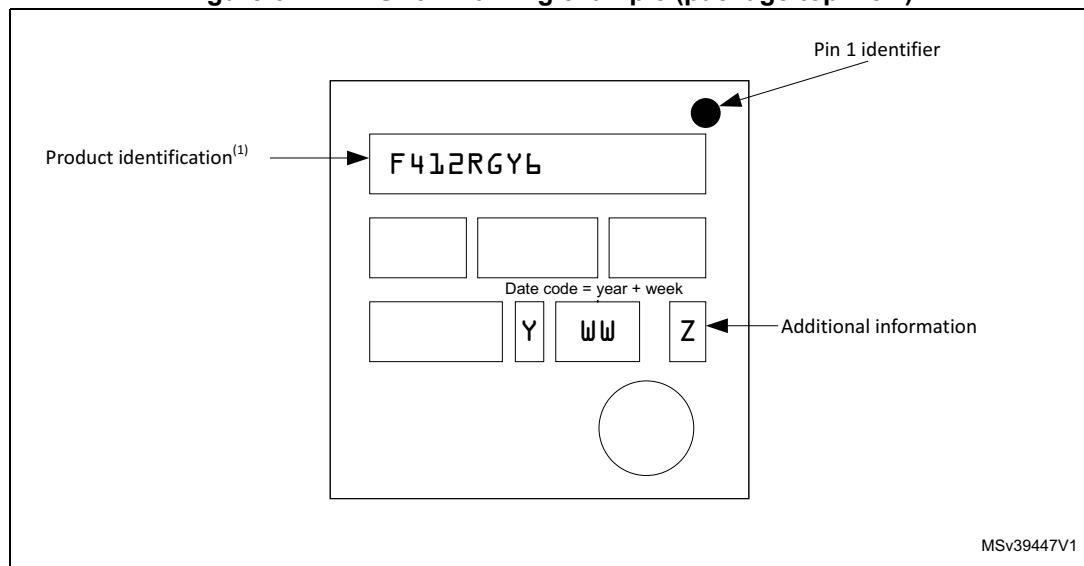 Pin 1 identifier
Product identification(1)
F412RGY6
Date code = year + week
Y WW Z
Additional information
MSv39447V1